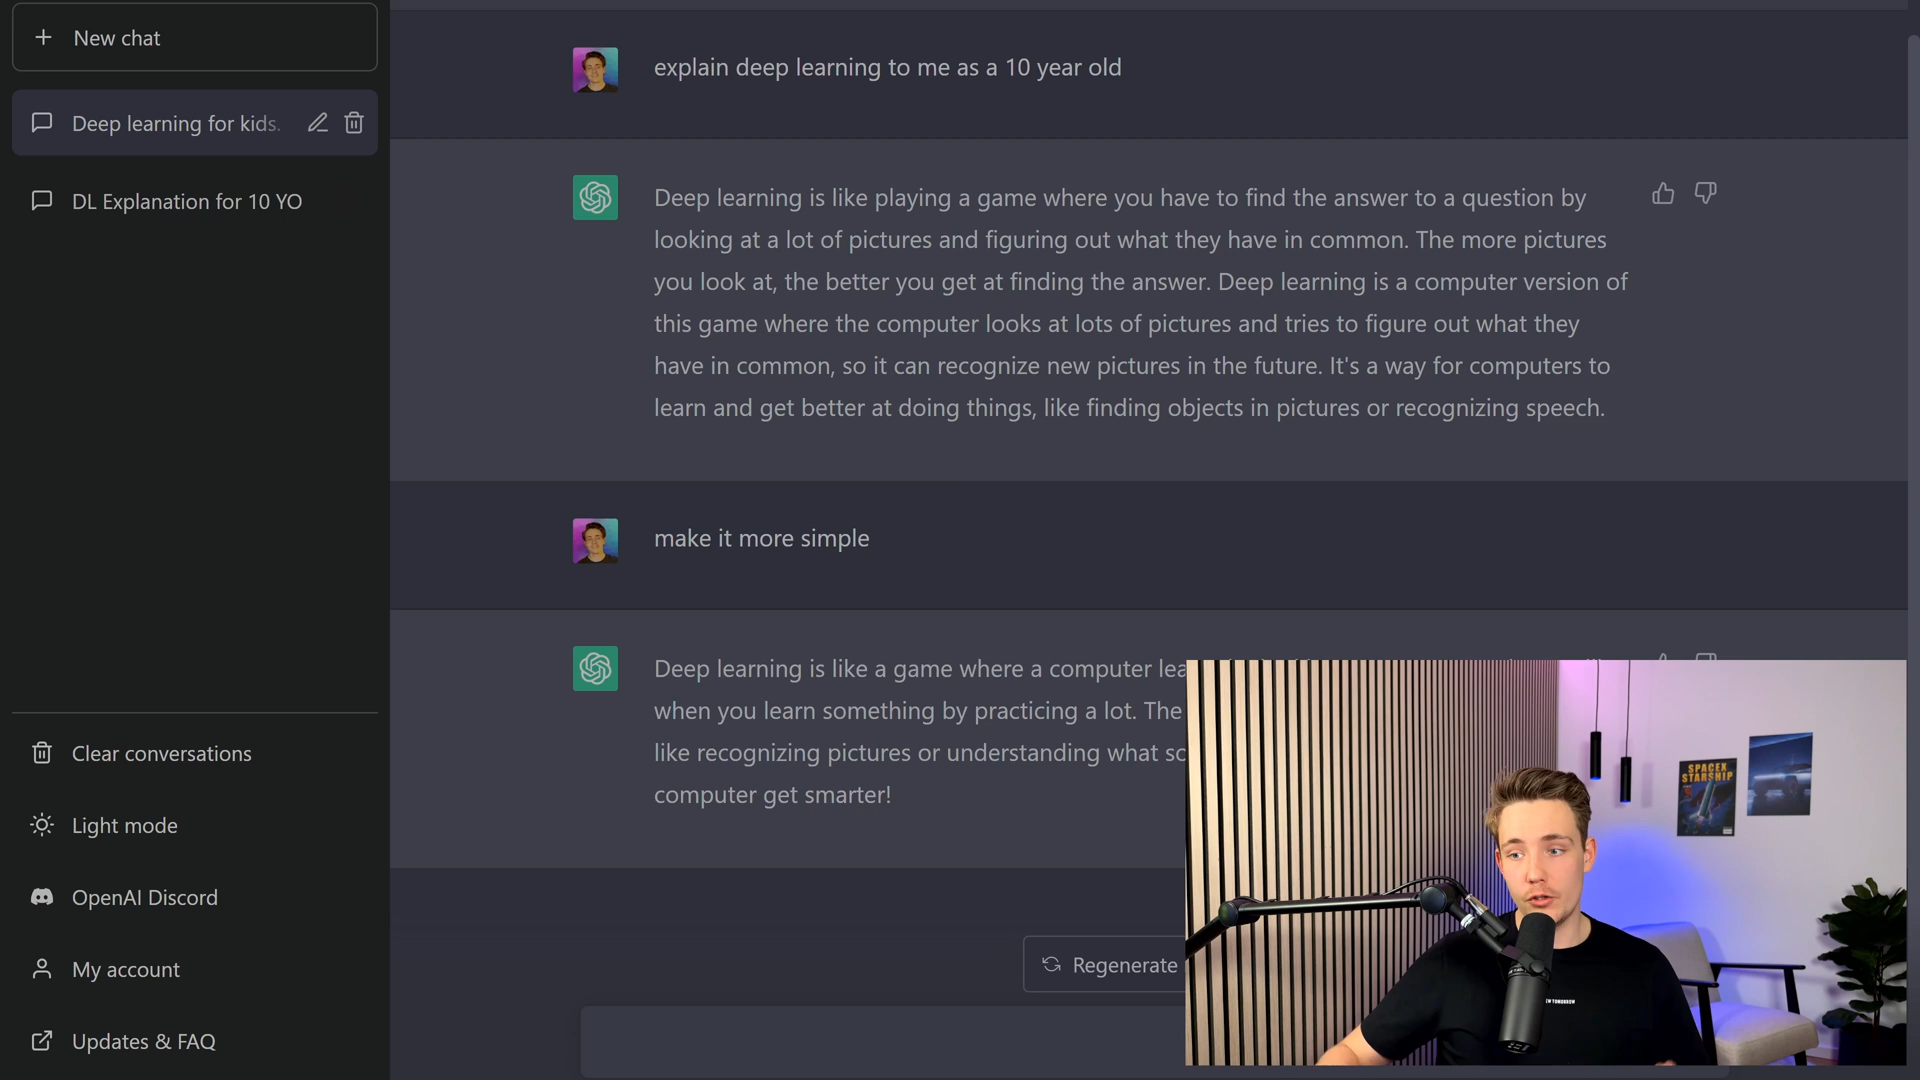 New chat
Deep learning for kids.
DL Explanation for 10 YO
Clear conversations
Light mode
OpenAI Discord
My account
Updates & FAQ
explain deep learning to me as a 10 year old
Deep learning is like playing a game where you have to find the answer to a question by
looking at a lot of pictures and figuring out what they have in common. The more pictures
you look at, the better you get at finding the answer. Deep learning is a computer version of
this game where the computer looks at lots of pictures and tries to figure out what they
have in common, so it can recognize new pictures in the future. It's a way for computers to
learn and get better at doing things, like finding objects in pictures or recognizing speech.
make it more simple
Deep learning is like a game where a computer
when you learn something by practicing a lot. The
like recognizing pictures or understanding what
computer get smarter!
Regenerate
SPACEX
STARSHIP